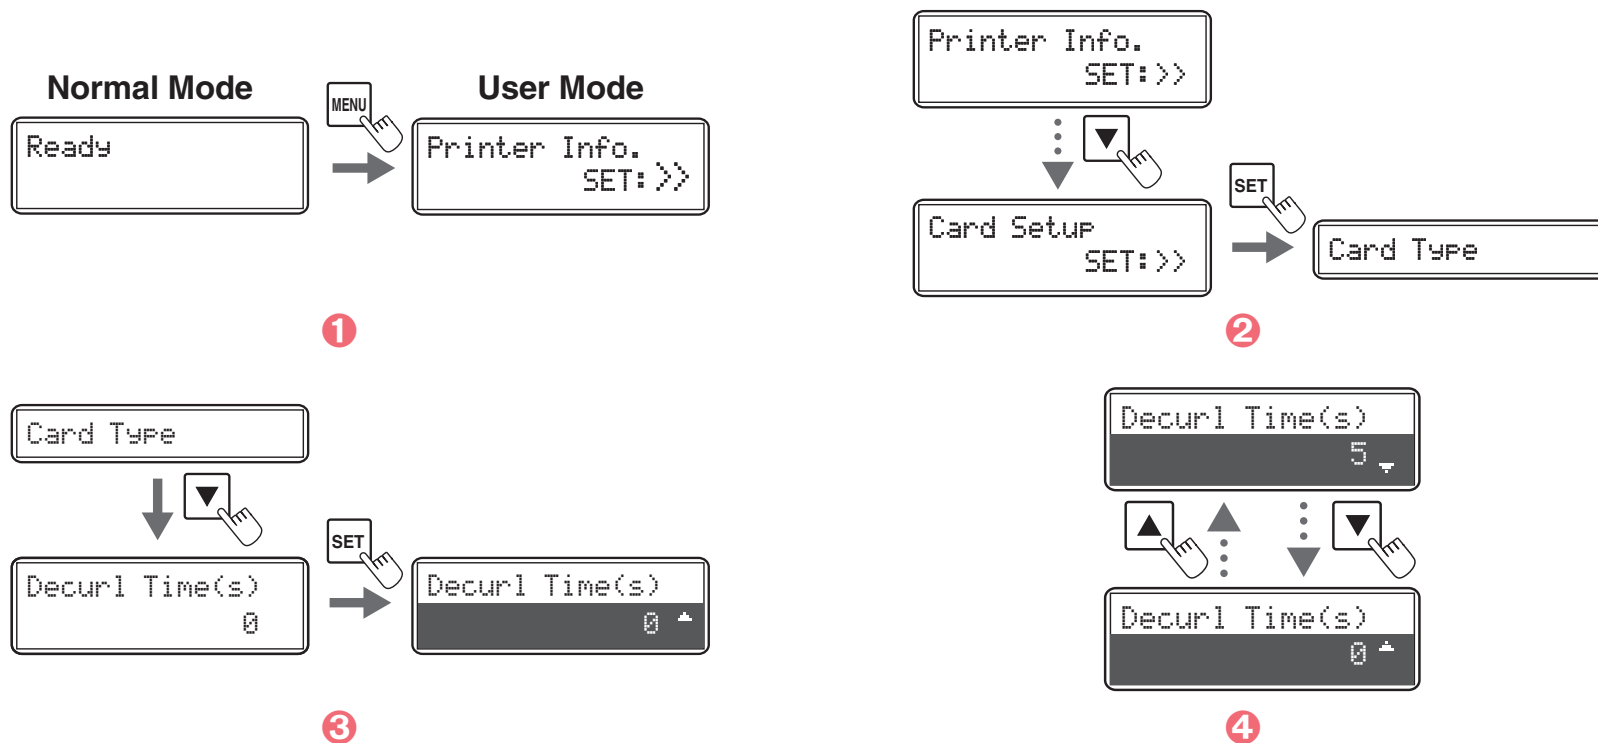 Normal Mode
MENU
User Mode
Ready
Printer Info.
SET:>>
1
Printer Info.
SET:>>
Card Setup
SET:>>
SET
Card Type
2
Card Type
Decurl Time(s)
0
SET
Decurl Time(s)
0
3
Decurl Time(s)
5
Decurl Time(s)
0
4